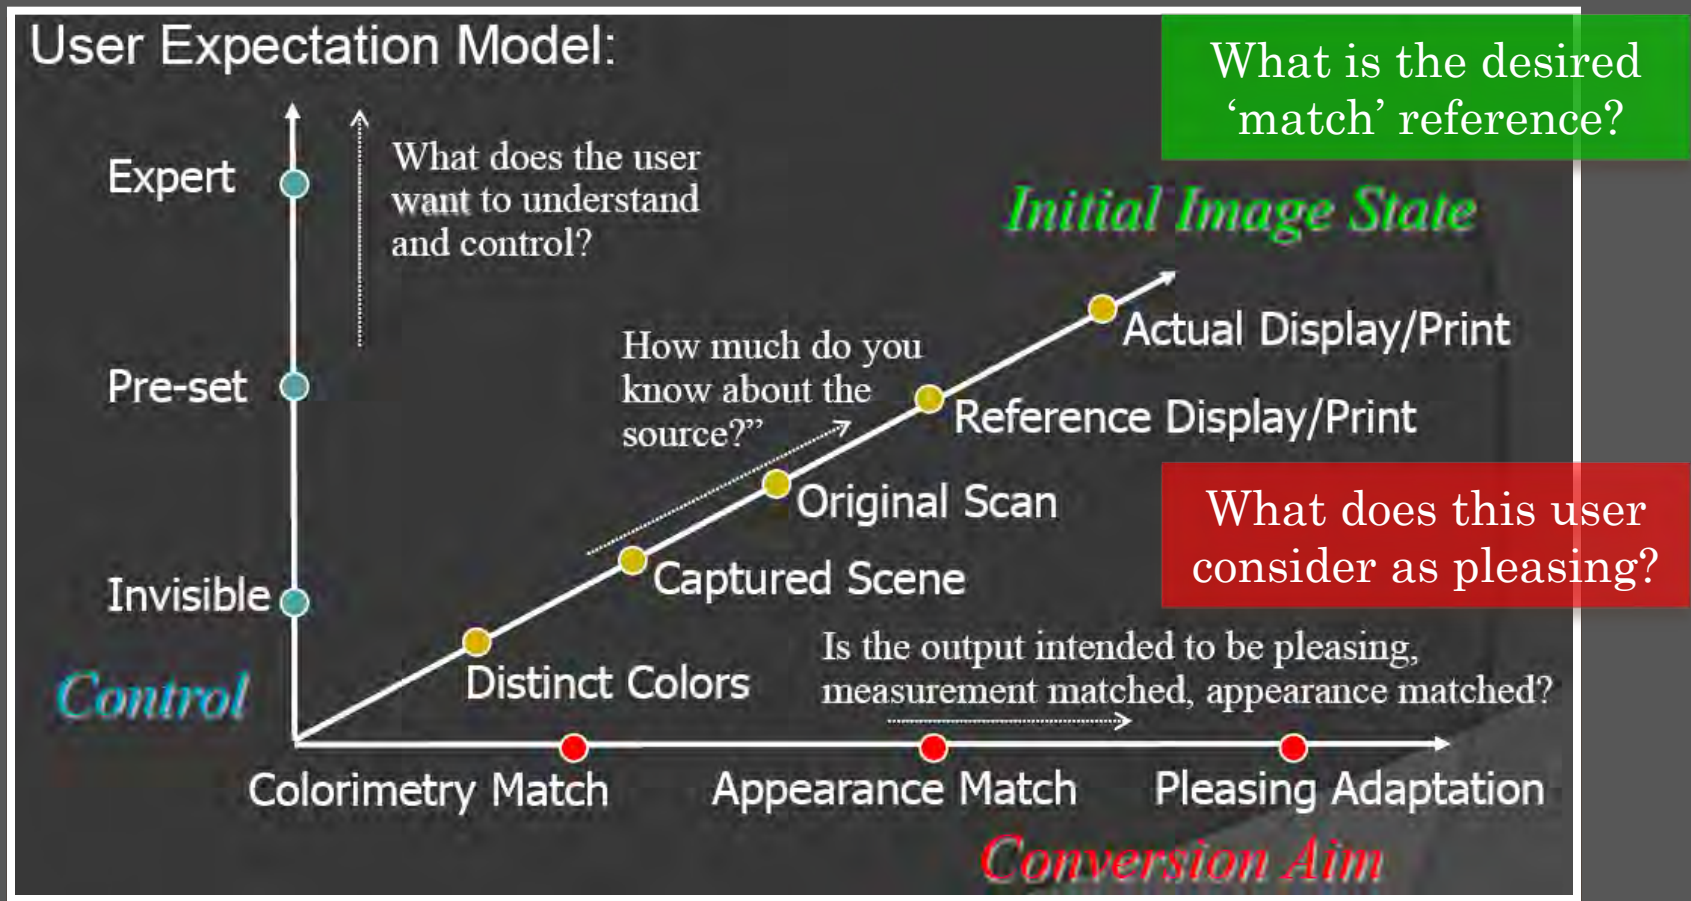 User Expectation Model:
What is the desired
‘match’ reference?
Expert
What does the user
want to understand
and control?
Initial Image State
Actual Display/Print
How much do you
know about the
source?”
Pre-set
Reference Display/Print
Original Scan
What does this user
consider as pleasing?
Captured Scene
Invisible
Is the output intended to be pleasing,
measurement matched, appearance matched?
Distinct Colors
Control
Colorimetry Match
Appearance Match
Pleasing Adaptation
Conversion Aim